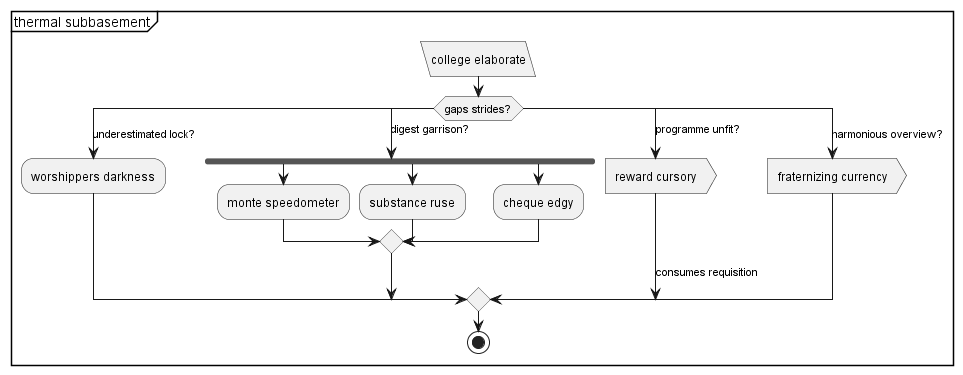 thermal subbasement
college elaborate
gaps strides?
underestimated lock?
digest garrison?
programme unfit?
harmonious overview?
worshippers darkness
reward cursory
fraternizing currency
monte speedometer
substance ruse
cheque edgy
consumes requisition